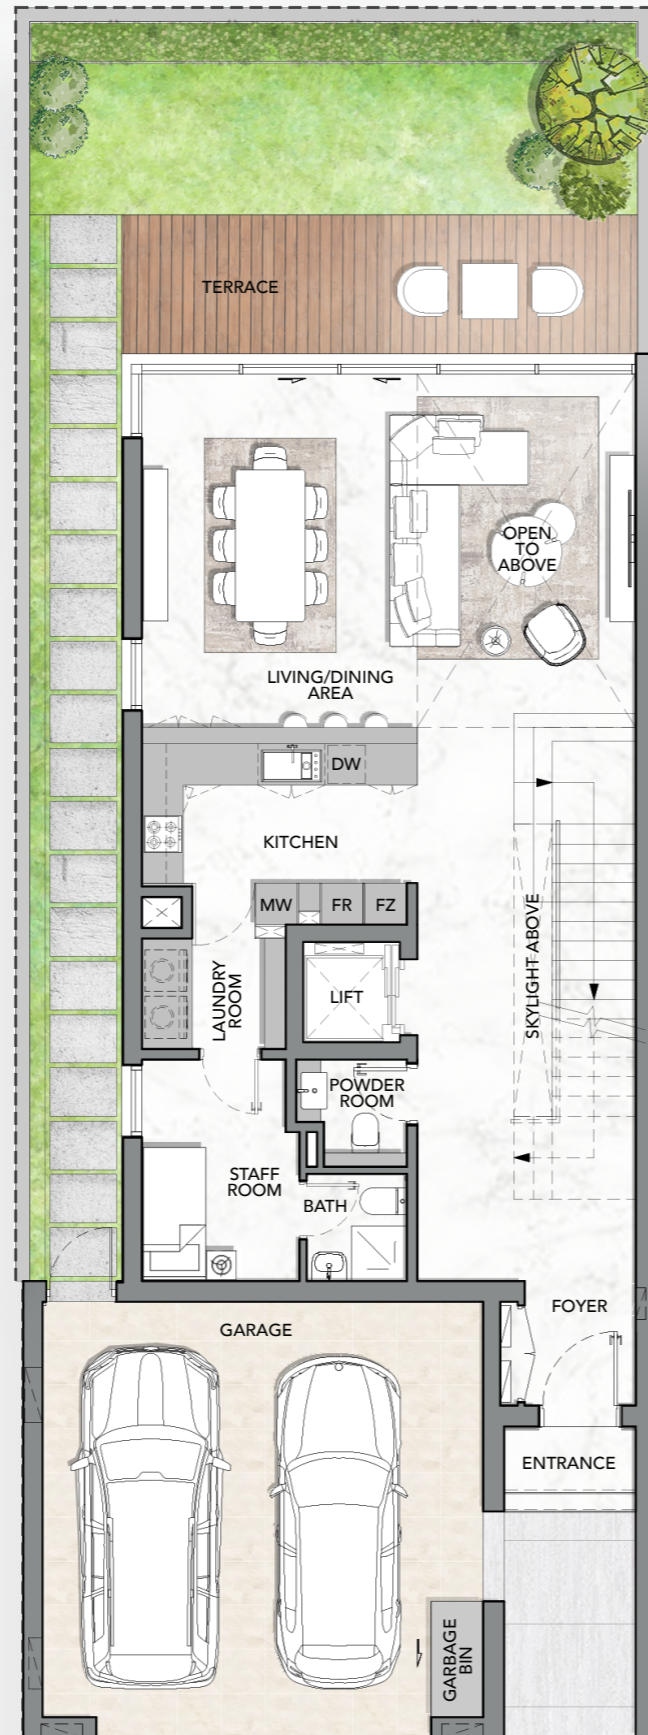 TERRACE
OPEN
TO
ABOVE
LIVING/DINING
AREA
DW
KITCHEN
MW
FR
FZ
SKYLIGHT ABOVE
LAUNDRY
ROOM
LIFT
POWDER
ROOM
STAFF
ROOM
BATH
FOYER
GARAGE
ENTRANCE
GARBAGE
BIN